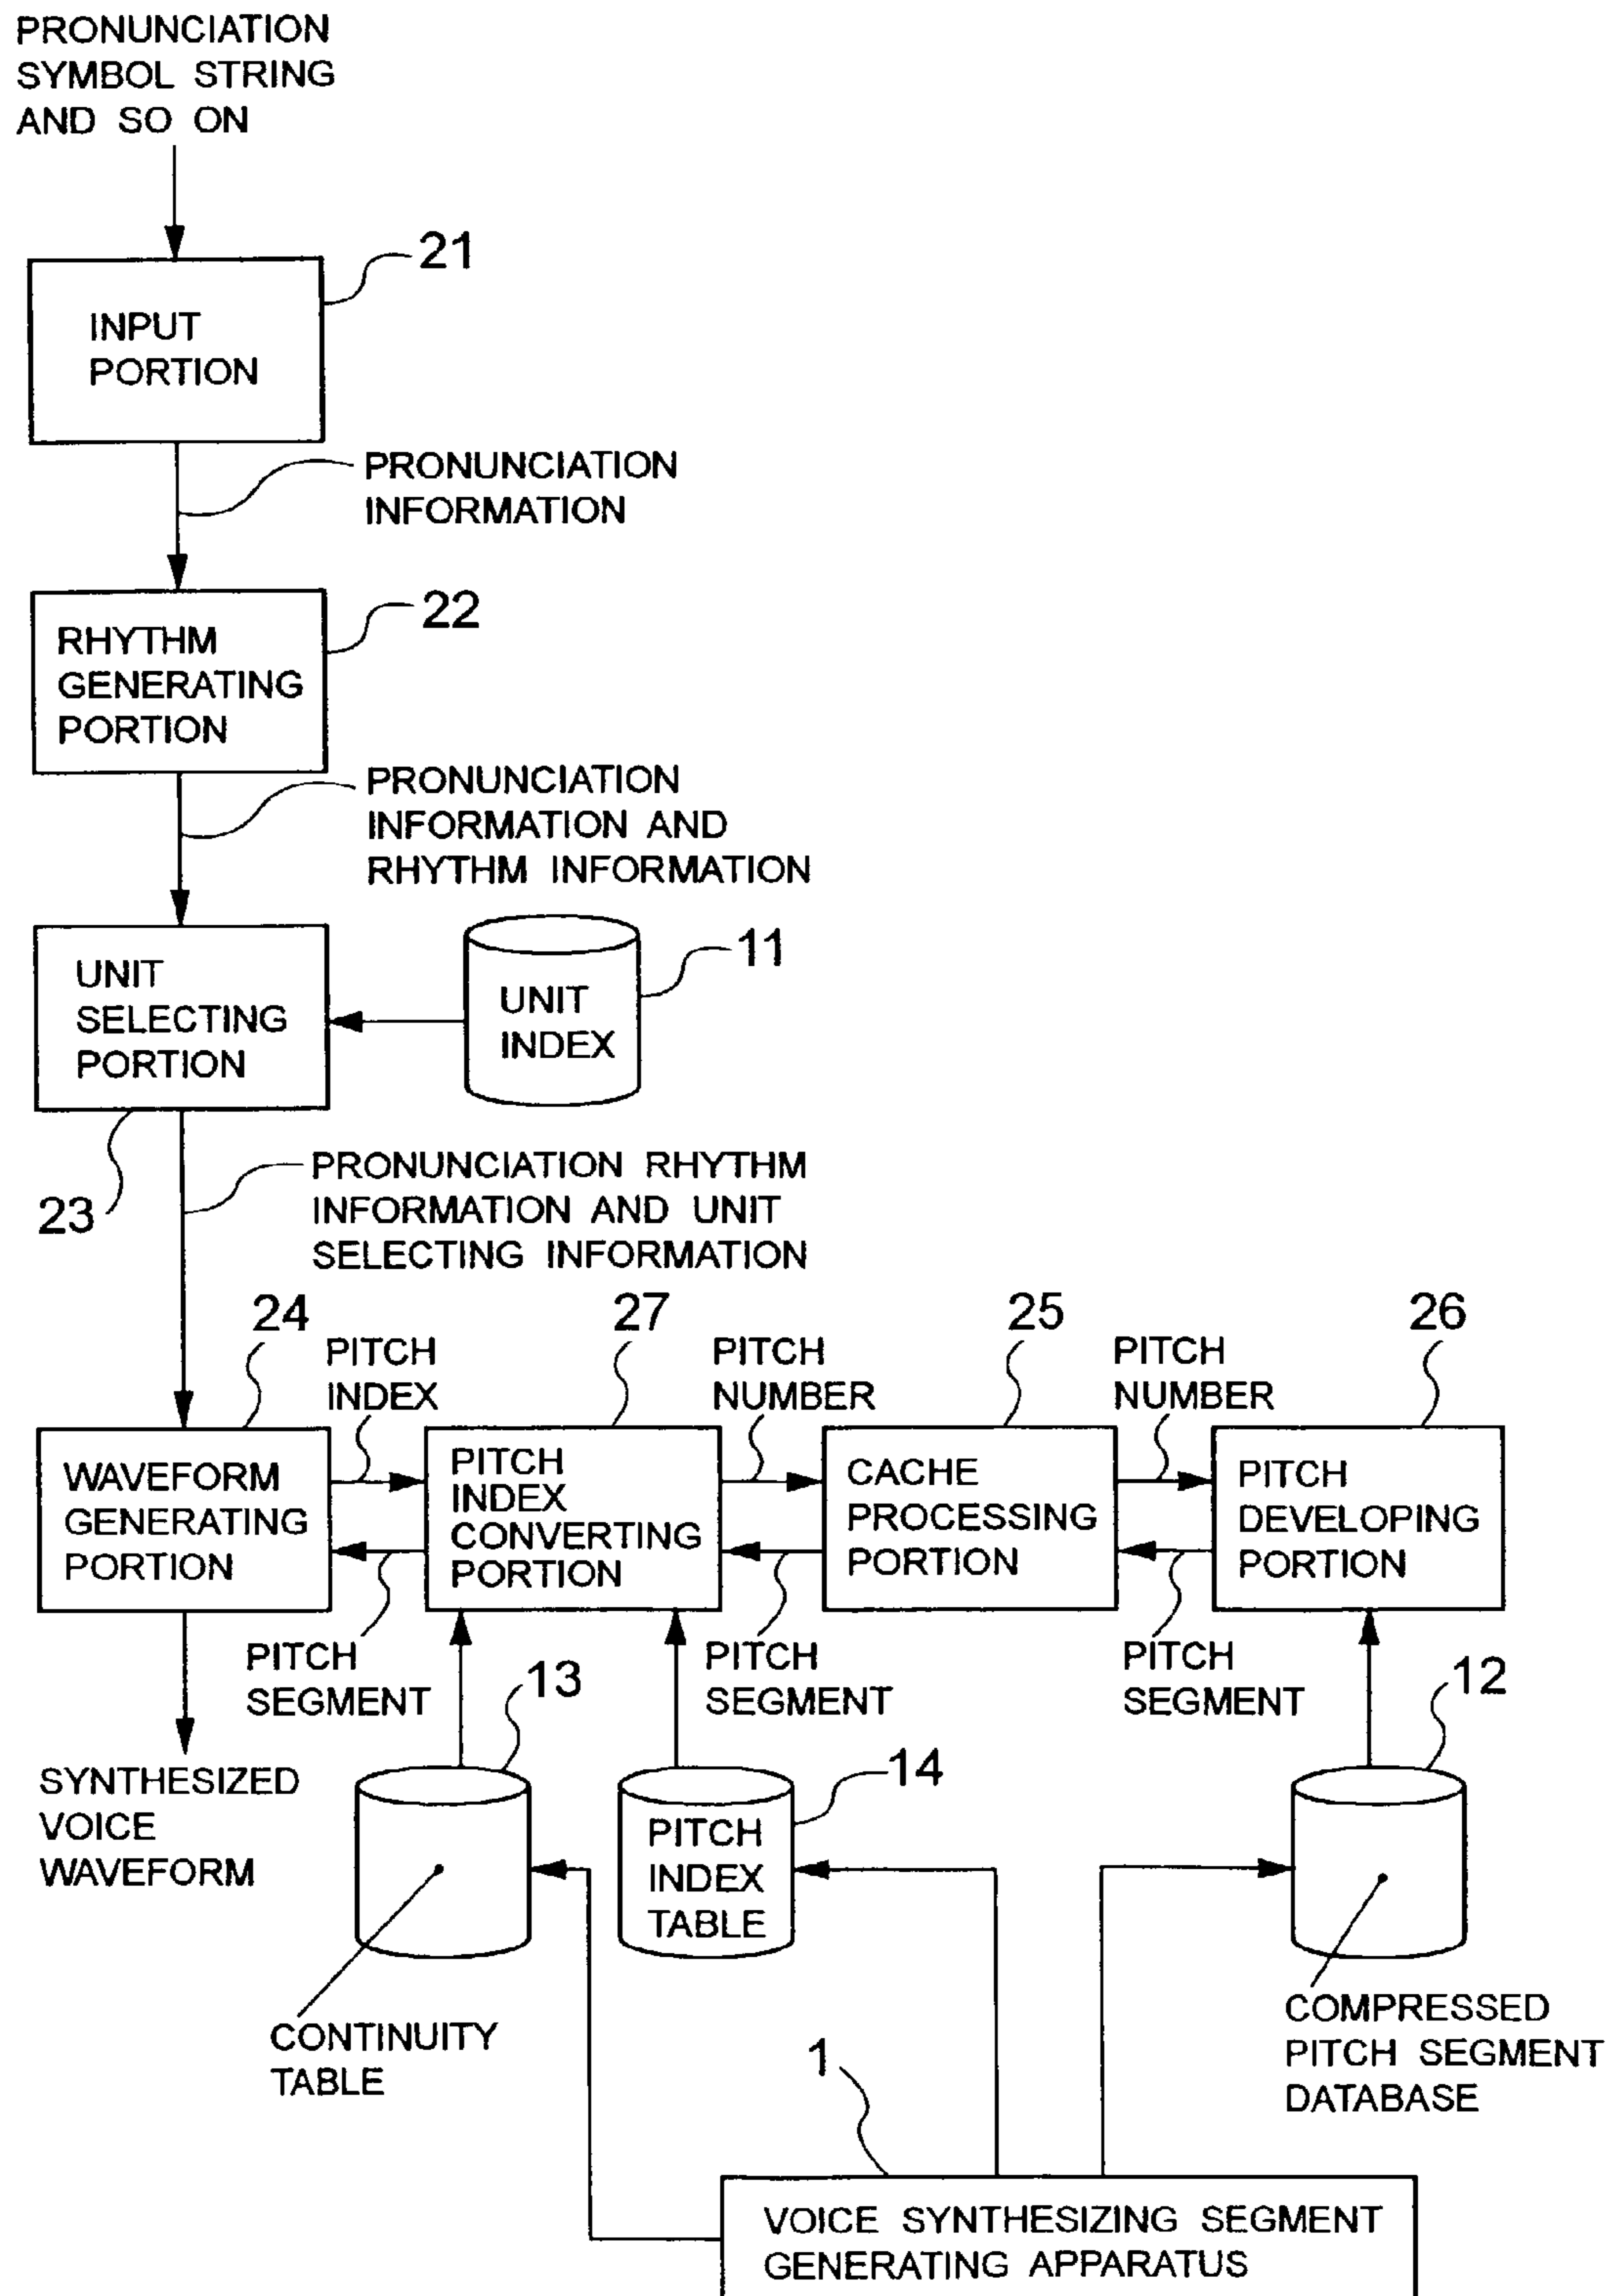 PRONUNCIATION
SYMBOL STRING
AND SO ON
21
INPUT
PORTION
PRONUNCIATION
INFORMATION
22
RHYTHM
GENERATING
PORTION
PRONUNCIATION
INFORMATION AND
RHYTHM INFORMATION
11
UNIT
SELECTING
PORTION
UNIT
INDEX
23
PRONUNCIATION RHYTHM
INFORMATION AND UNIT
SELECTING INFORMATION
24
27
25
26
PITCH
INDEX
PITCH
NUMBER
PITCH
NUMBER
WAVEFORM
GENERATING
PORTION
PITCH
INDEX
CONVERTING
PORTION
CACHE
PROCESSING
PORTION
PITCH
DEVELOPING
PORTION
PITCH
SEGMENT
PITCH
SEGMENT
PITCH
SEGMENT
13
14
12
SYNTHESIZED
VOICE
WAVEFORM
PITCH
INDEX
TABLE
CONTINUITY
TABLE
COMPRESSED
PITCH SEGMENT
DATABASE
1
VOICE SYNTHESIZING SEGMENT
GENERATING APPARATUS